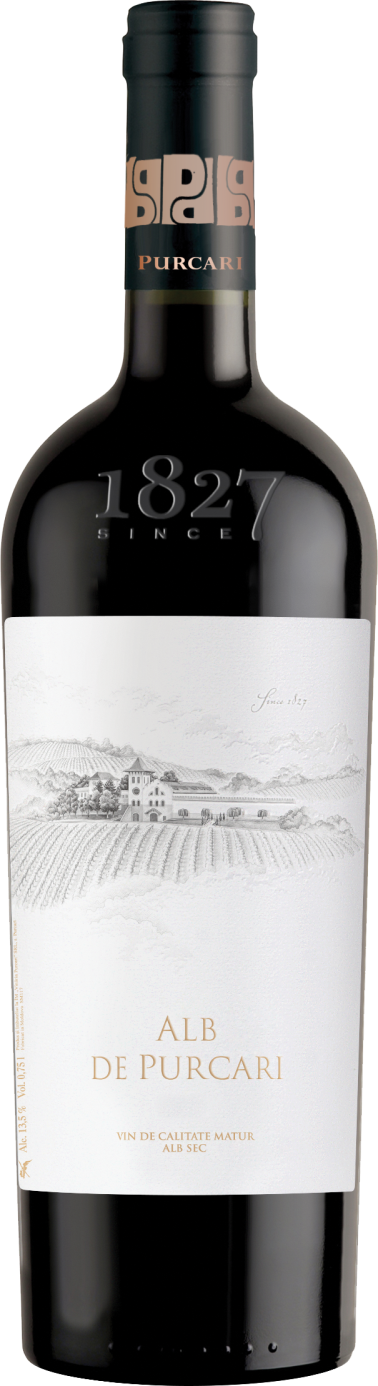 PURCARI
1827
SINCE
Since 1827
ALB
DE PURCARI
VIN DE CALITATE MATUR
ALB SEC
Alc. 13,5 % Vol. 0,75 l